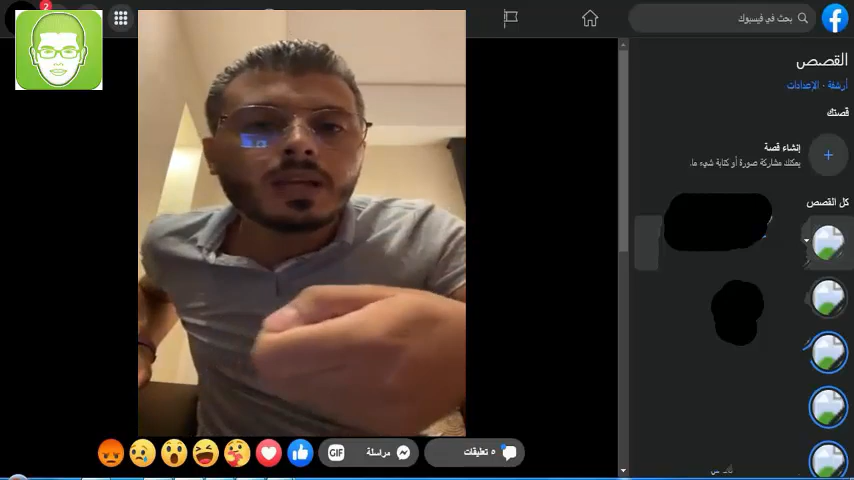 2
بحث في فيسبوك
القصص
أرشفة · الإعدادات
قصتك
إنشاء قصة
يمكنك مشاركة صورة أو كتابة شيء ما.
كل القصص
GIF
مراسلة
٥ تعليقات